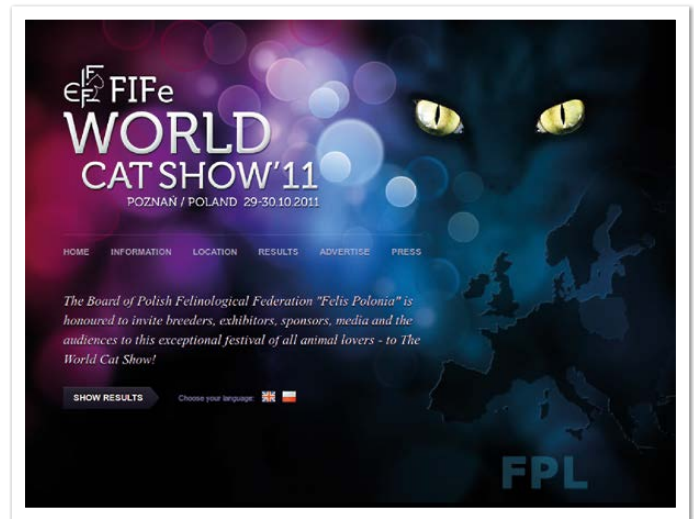 FIFe
WORLD
CAT SHOW'11
POZNAŃ / POLAND 29-30.10.2011
HOME INFORMATION LOCATION RESULTS ADVERTISE PRESS
The Board of Polish Felinological Federation "Felis Polonia" is
honoured to invite breeders, exhibitors, sponsors, media and the
audiences to this exceptional festival of all animal lovers - to The
World Cat Show!
SHOW RESULTS Choose your language:
FPL